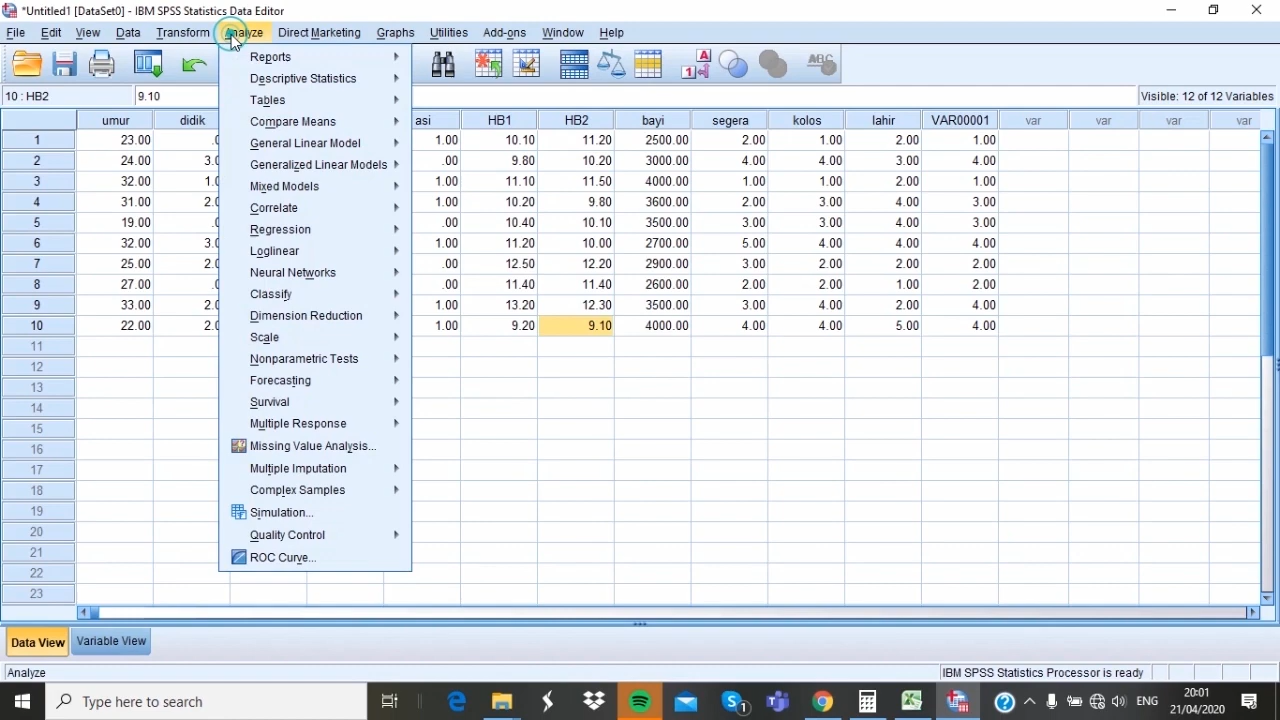 *Untitled1 [DataSet0] - IBM SPSS Statistics Data Editor
File Edit View Data Transform Analyze Direct Marketing Graphs Utilities Add-ons Window Help
10 : HB2 9.10 Visible: 12 of 12 Variables
umur didik asi HB1 HB2 bayi segera kolos lahir VAR00001 var var var var
1 23.00 1.00 10.10 11.20 2500.00 2.00 1.00 2.00 1.00
2 24.00 3.0 .00 9.80 10.20 3000.00 4.00 4.00 3.00 4.00
3 32.00 1.0 1.00 11.10 11.50 4000.00 1.00 1.00 2.00 1.00
4 31.00 2.0 1.00 10.20 9.80 3600.00 2.00 3.00 4.00 3.00
5 19.00 .0 .00 10.40 10.10 3500.00 3.00 3.00 4.00 3.00
6 32.00 3.0 1.00 11.20 10.00 2700.00 5.00 4.00 4.00 4.00
7 25.00 2.0 .00 12.50 12.20 2900.00 3.00 2.00 2.00 2.00
8 27.00 .0 .00 11.40 11.40 2600.00 2.00 2.00 1.00 2.00
9 33.00 2.0 1.00 13.20 12.30 3500.00 3.00 4.00 2.00 4.00
10 22.00 2.0 1.00 9.20 9.10 4000.00 4.00 4.00 5.00 4.00
11
12
13
14
15
16
17
18
19
20
21
22
23
Reports
Descriptive Statistics
Tables
Compare Means
General Linear Model
Generalized Linear Models
Mixed Models
Correlate
Regression
Loglinear
Neural Networks
Classify
Dimension Reduction
Scale
Nonparametric Tests
Forecasting
Survival
Multiple Response
Missing Value Analysis...
Multiple Imputation
Complex Samples
Simulation...
Quality Control
ROC Curve...
Data View Variable View
Analyze IBM SPSS Statistics Processor is ready
Type here to search ENG 20:01
21/04/2020